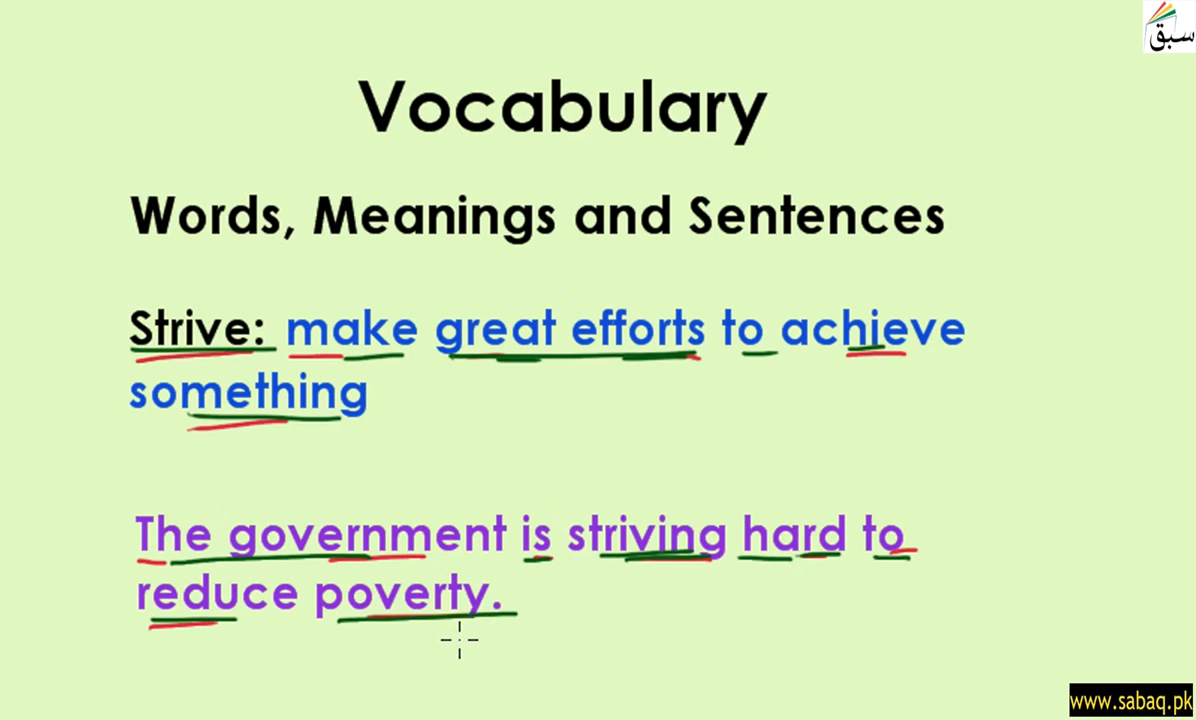 سبق
Vocabulary
Words, Meanings and Sentences
Strive: make great efforts to achieve
something
The government is striving hard to
reduce poverty.
www.sabaq.pk